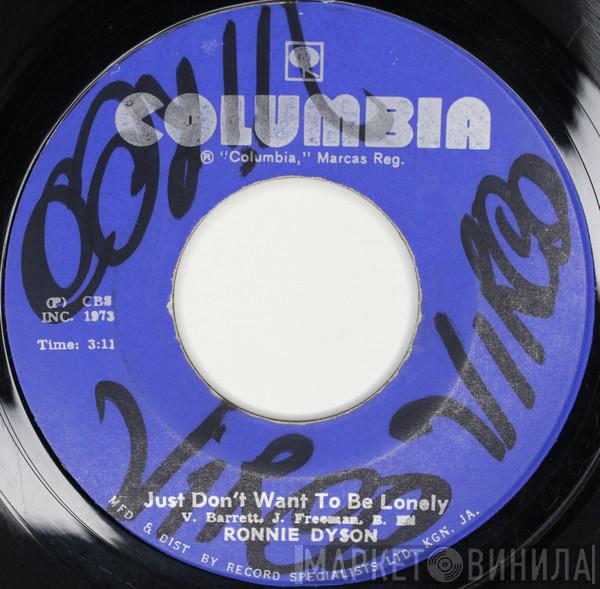 COLUMBIA
® "Columbia," Marcas Reg.
(P) CBS
INC. 1973
Time: 3:11
Just Don't Want To Be Lonely
V. Barrett, J. Freeman, B.
RONNIE DYSON
MFD & DIST BY RECORD SPECIALISTS LTD. KGN. JA.
МАРКЕТ ВИНИЛА